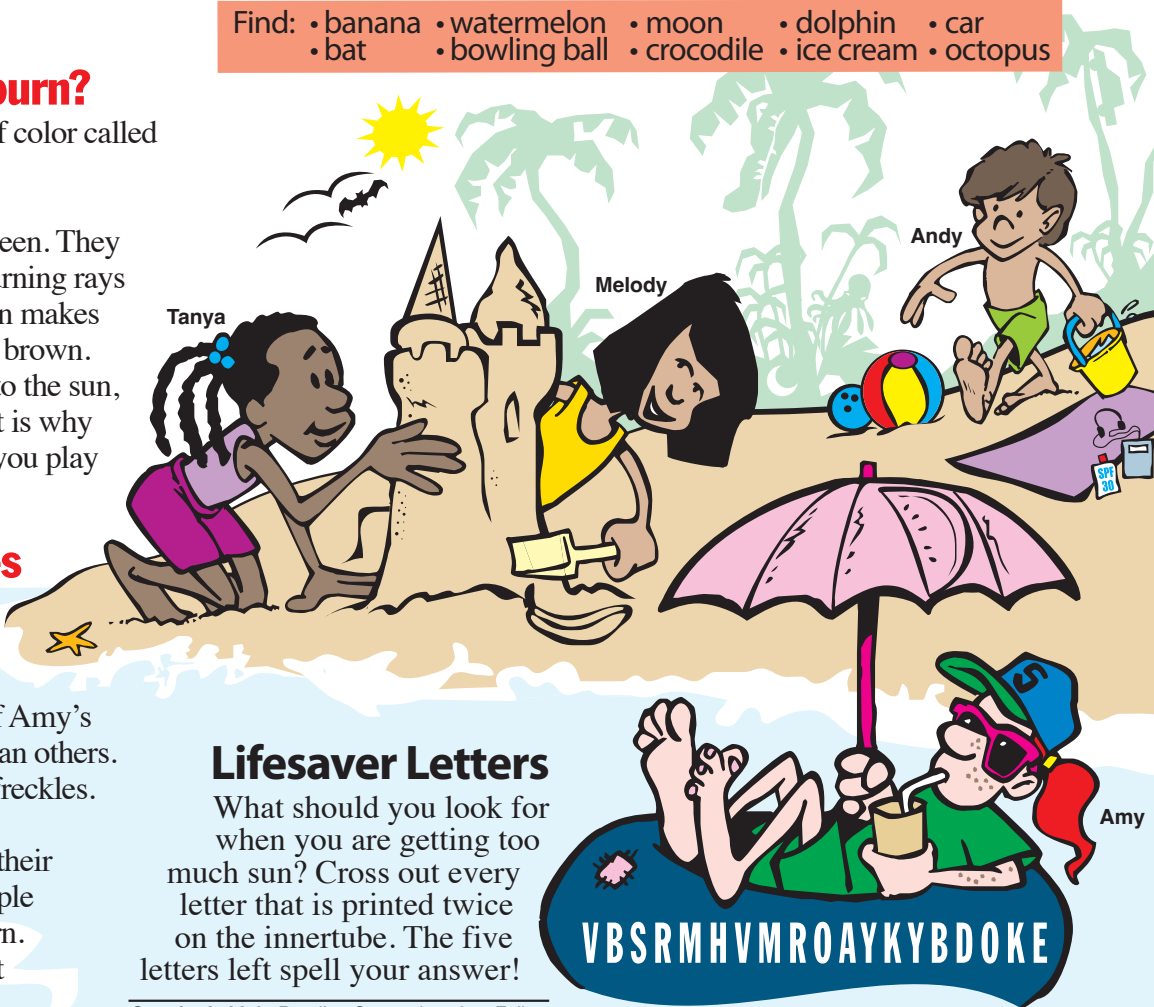 Find: • banana • watermelon • moon • dolphin • car
• bat • bowling ball • crocodile • ice cream • octopus
burn?
f color called
een. They
rning rays
n makes
brown.
to the sun,
t is why
you play
s
f Amy's
an others.
freckles.
their
ple
n.
t
Tanya
Melody
Andy
SPF
30
S
Amy
Lifesaver Letters
What should you look for
when you are getting too
much sun? Cross out every
letter that is printed twice
on the innertube. The five
letters left spell your answer!
VBSRMHVMROAYKYBDOKE